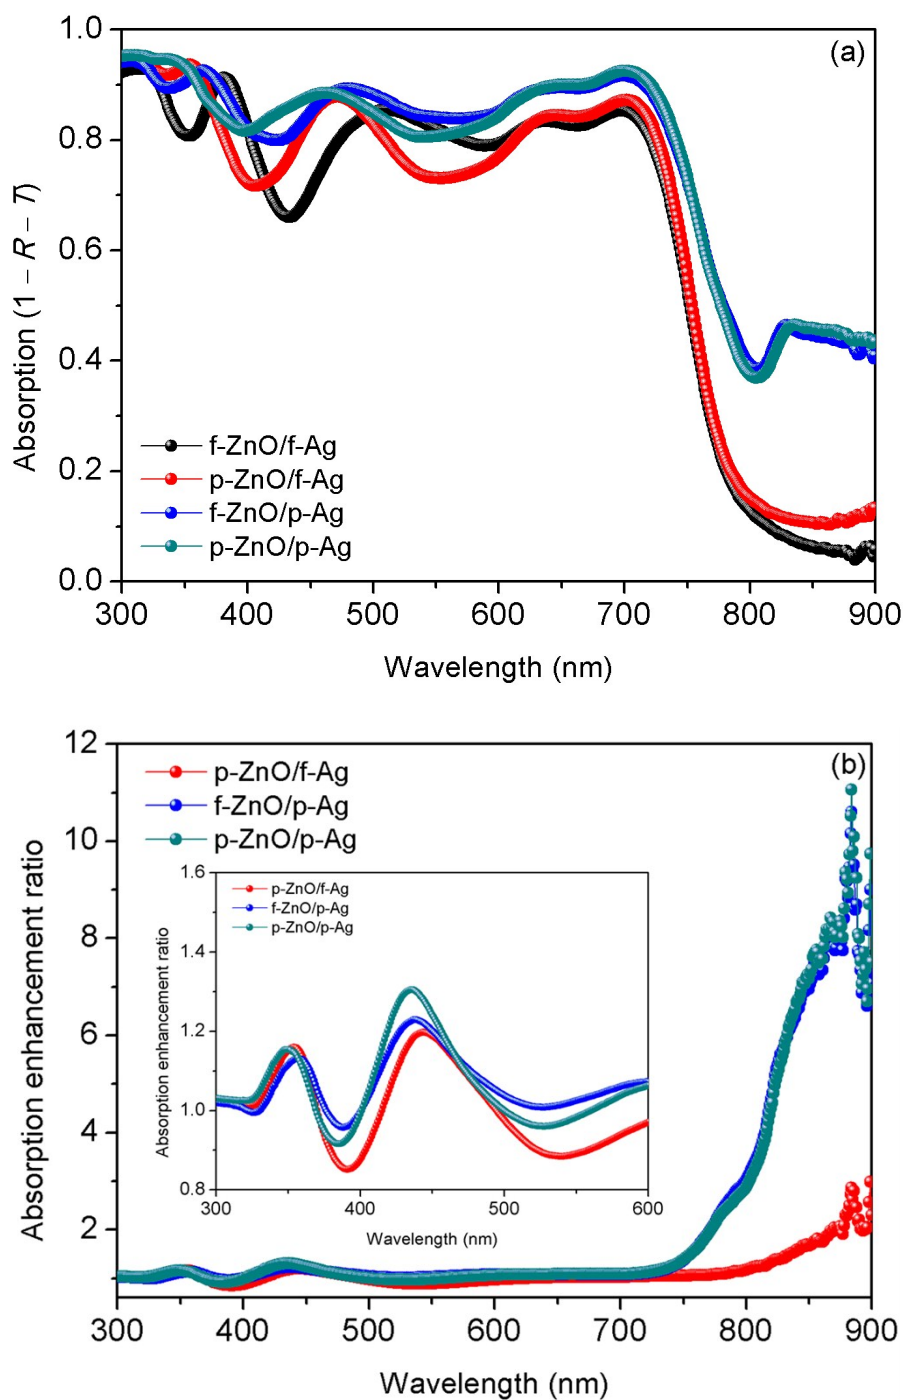 (a)
1.0
0.8
0.6
0.4
0.2
0.0
Absorption (1 – R – T)
f-ZnO/f-Ag
p-ZnO/f-Ag
f-ZnO/p-Ag
p-ZnO/p-Ag
300 400 500 600 700 800 900
Wavelength (nm)
(b)
12
10
8
6
4
2
Absorption enhancement ratio
p-ZnO/f-Ag
f-ZnO/p-Ag
p-ZnO/p-Ag
1.6
1.4
1.2
1.0
0.8
Absorption enhancement ratio
p-ZnO/f-Ag
f-ZnO/p-Ag
p-ZnO/p-Ag
300 400 500 600
Wavelength (nm)
300 400 500 600 700 800 900
Wavelength (nm)